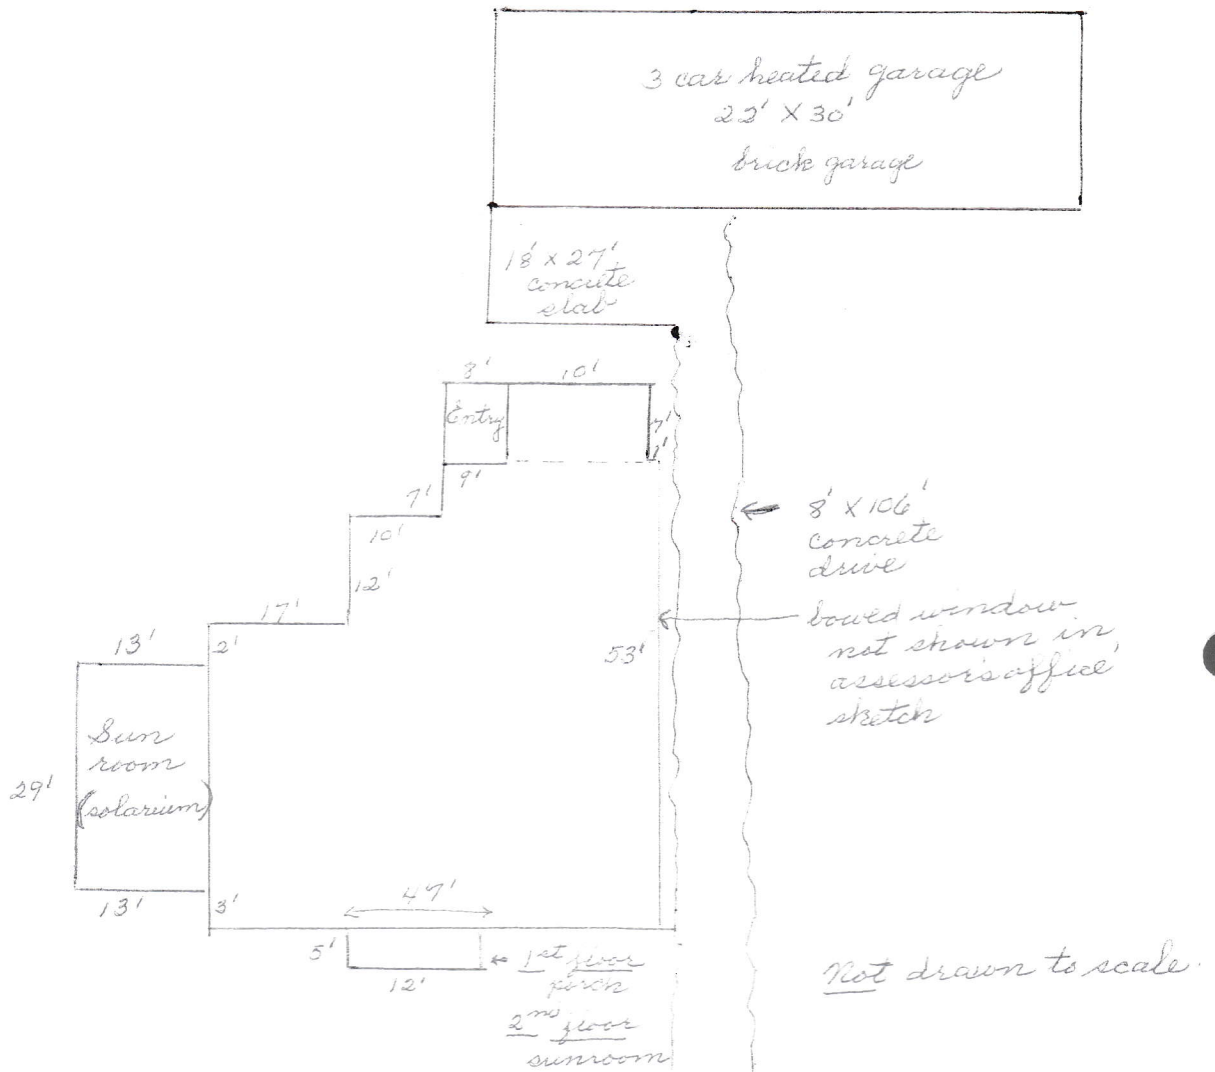 3 car heated garage
22' X 30'
brick garage
18' x 27'
concrete
slab
8'
10'
Entry
7'
1'
9'
7'
10'
12'
17'
2'
13'
Sun
room
(solarium)
29'
13'
3'
53'
8' X 106'
concrete
drive
bowed window
not shown in
assessor's office
sketch
47'
5'
12'
1st floor
porch
2nd floor
sunroom
Not drawn to scale.